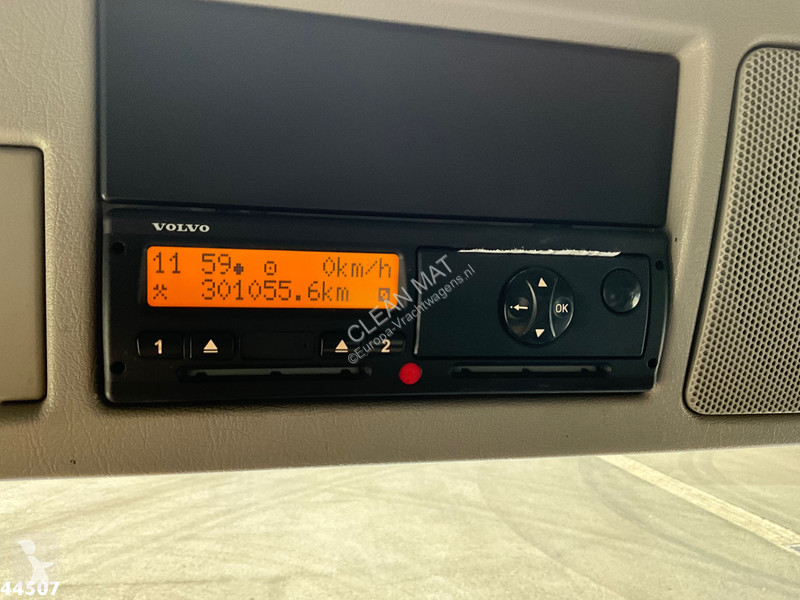 VOLVO
11 59 0km/h
301055.6km
1 2
OK
CLEAN MAT
©Europa-Vrachtwagens.nl
44507